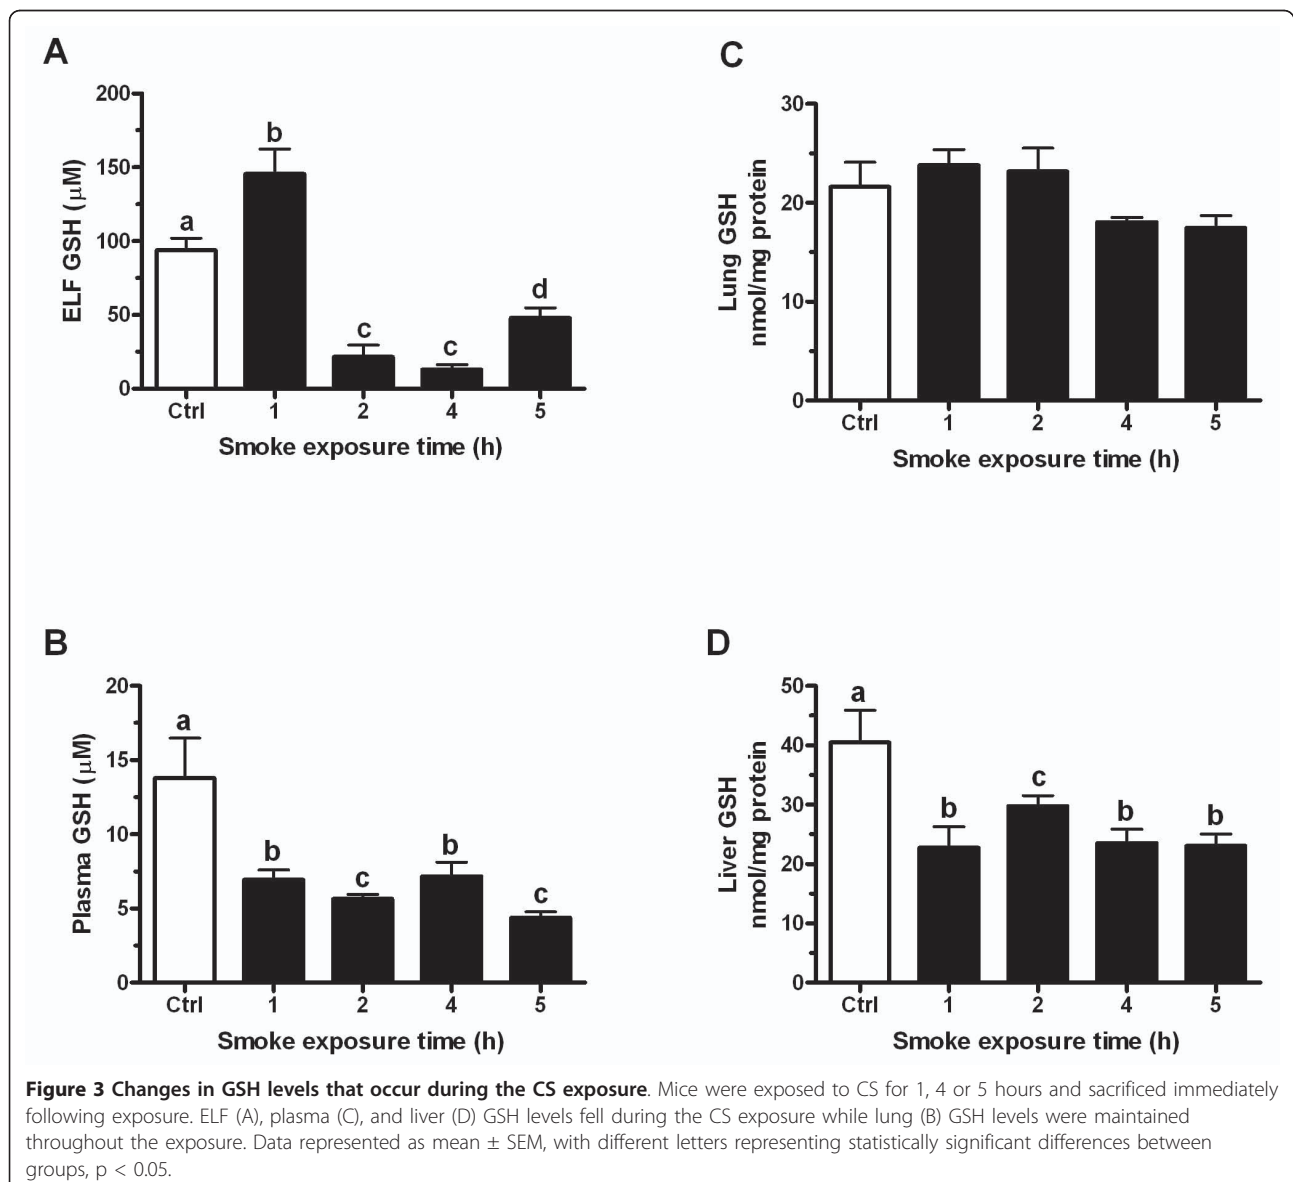 A
200
150
100
50
0
ELF GSH (μM)
a
b
c
c
d
Ctrl
1
2
4
5
Smoke exposure time (h)
C
30
20
10
0
Lung GSH
nmol/mg protein
Ctrl
1
2
4
5
Smoke exposure time (h)
B
20
15
10
5
0
Plasma GSH (μM)
a
b
c
b
c
Ctrl
1
2
4
5
Smoke exposure time (h)
D
50
40
30
20
10
0
Liver GSH
nmol/mg protein
a
b
c
b
b
Ctrl
1
2
4
5
Smoke exposure time (h)
Figure 3 Changes in GSH levels that occur during the CS exposure. Mice were exposed to CS for 1, 4 or 5 hours and sacrificed immediately
following exposure. ELF (A), plasma (C), and liver (D) GSH levels fell during the CS exposure while lung (B) GSH levels were maintained
throughout the exposure. Data represented as mean ± SEM, with different letters representing statistically significant differences between
groups, p < 0.05.